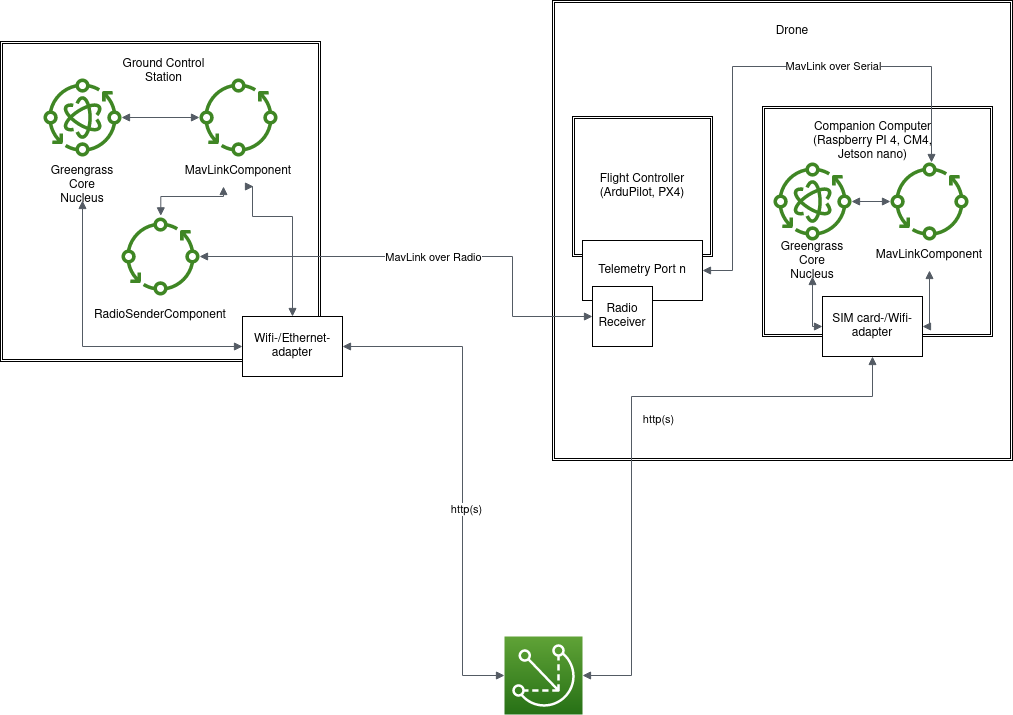 Drone
Ground Control
Station
MavLink over Serial
Companion Computer
(Raspberry PI 4, CM4,
Jetson nano)
Greengrass
Core
Nucleus
MavLinkComponent
Flight Controller
(ArduPilot, PX4)
Greengrass
Core
Nucleus
MavLinkComponent
MavLink over Radio
Telemetry Port n
RadioSenderComponent
Radio
Receiver
SIM card-/Wifi-
adapter
Wifi-/Ethernet-
adapter
http(s)
http(s)